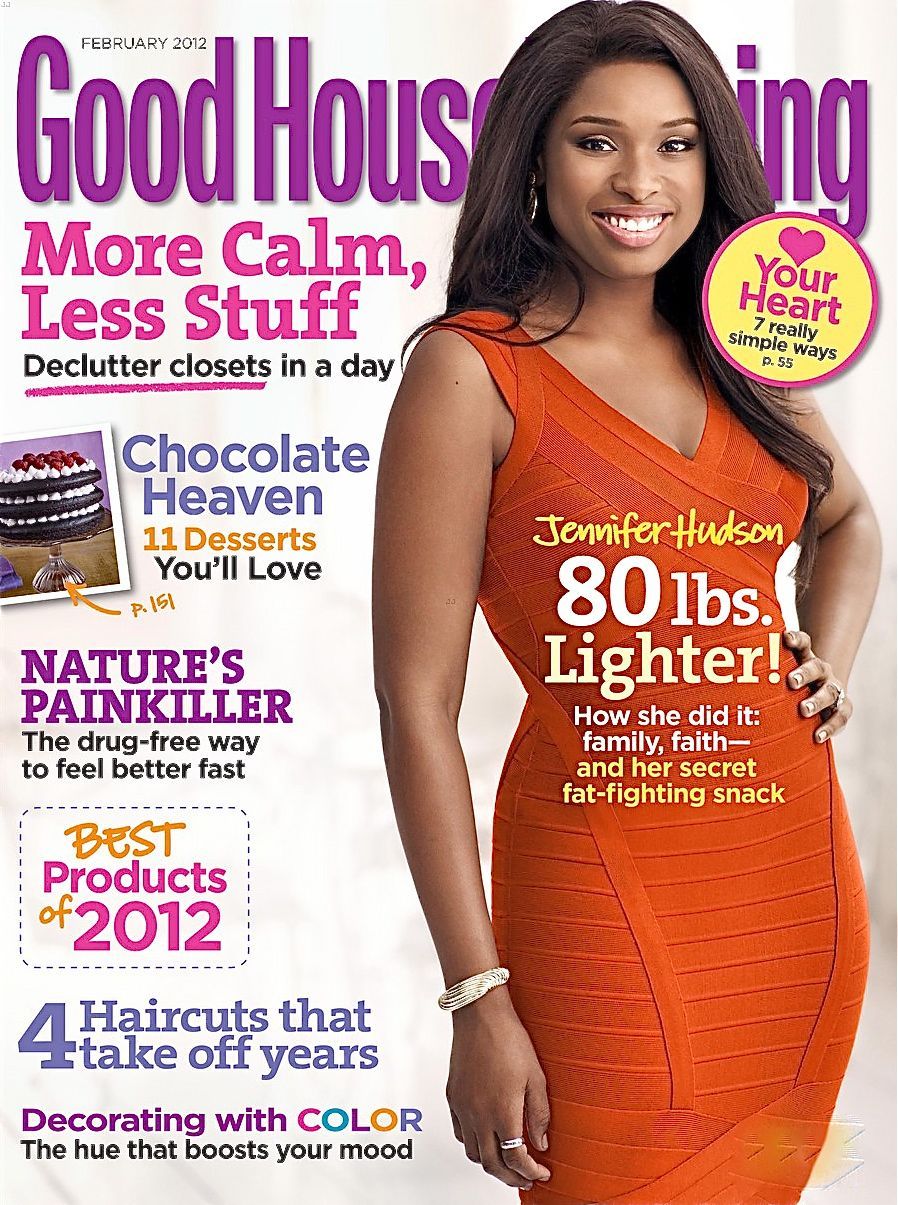 FEBRUARY 2012
Good Hous ing
More Calm,
Less Stuff
Declutter closets in a day
Your
Heart
7 really
simple ways
p. 55
Chocolate
Heaven
11 Desserts
You'll Love
p. 151
Jennifer Hudson
80 lbs.
Lighter!
How she did it:
family, faith—
and her secret
fat-fighting snack
NATURE'S
PAINKILLER
The drug-free way
to feel better fast
BEST
Products
of 2012
4 Haircuts that
take off years
Decorating with COLOR
The hue that boosts your mood